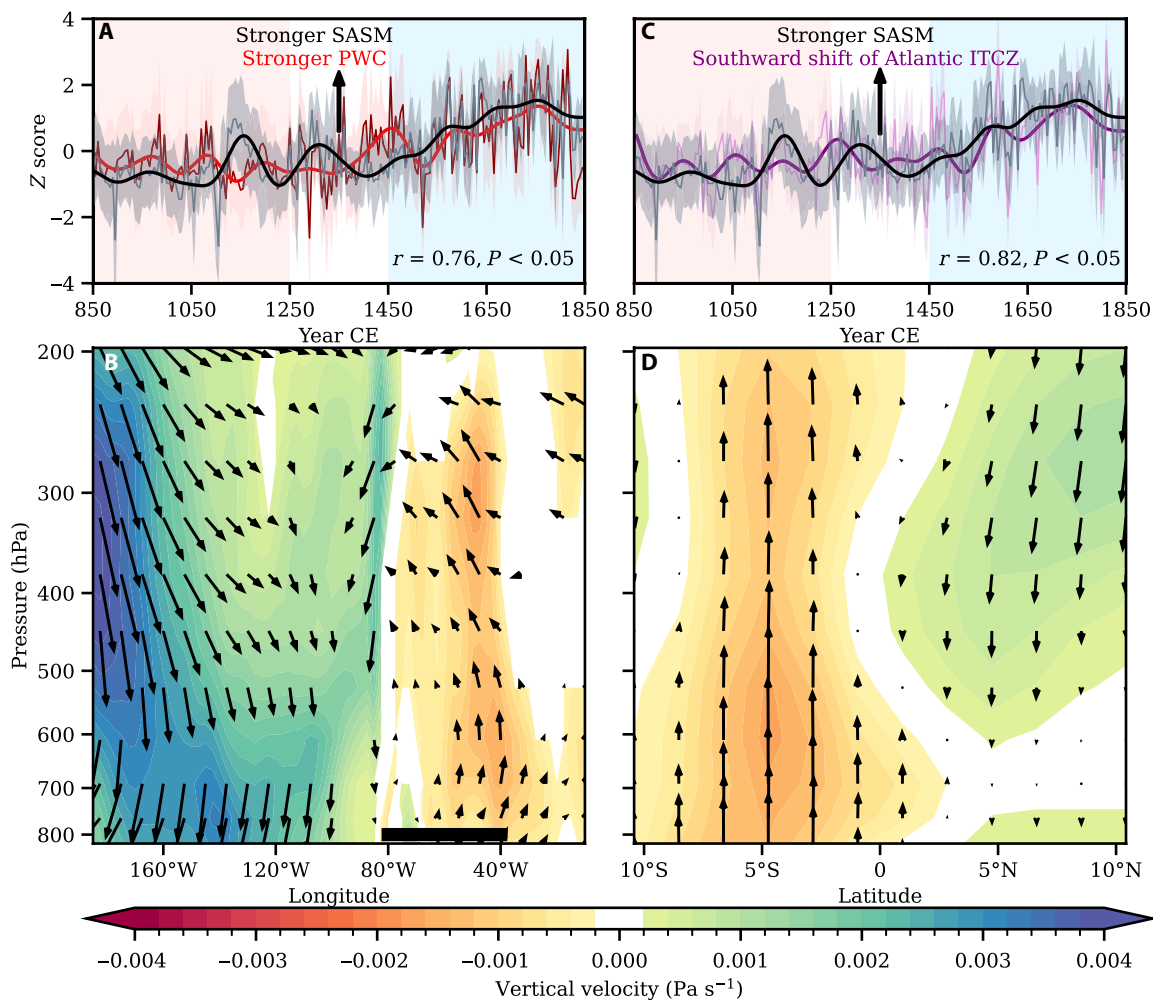 A
Stronger SASM
Stronger PWC
Z score
4
2
0
−2
−4
r = 0.76, P < 0.05
850 1050 1250 1450 1650 1850
Year CE
C
Stronger SASM
Southward shift of Atlantic ITCZ
r = 0.82, P < 0.05
850 1050 1250 1450 1650 1850
Year CE
B
Pressure (hPa)
200
300
400
500
600
700
800
160°W 120°W 80°W 40°W
Longitude
D
10°S 5°S 0 5°N 10°N
Latitude
−0.004 −0.003 −0.002 −0.001 0.000 0.001 0.002 0.003 0.004
Vertical velocity (Pa s⁻¹)